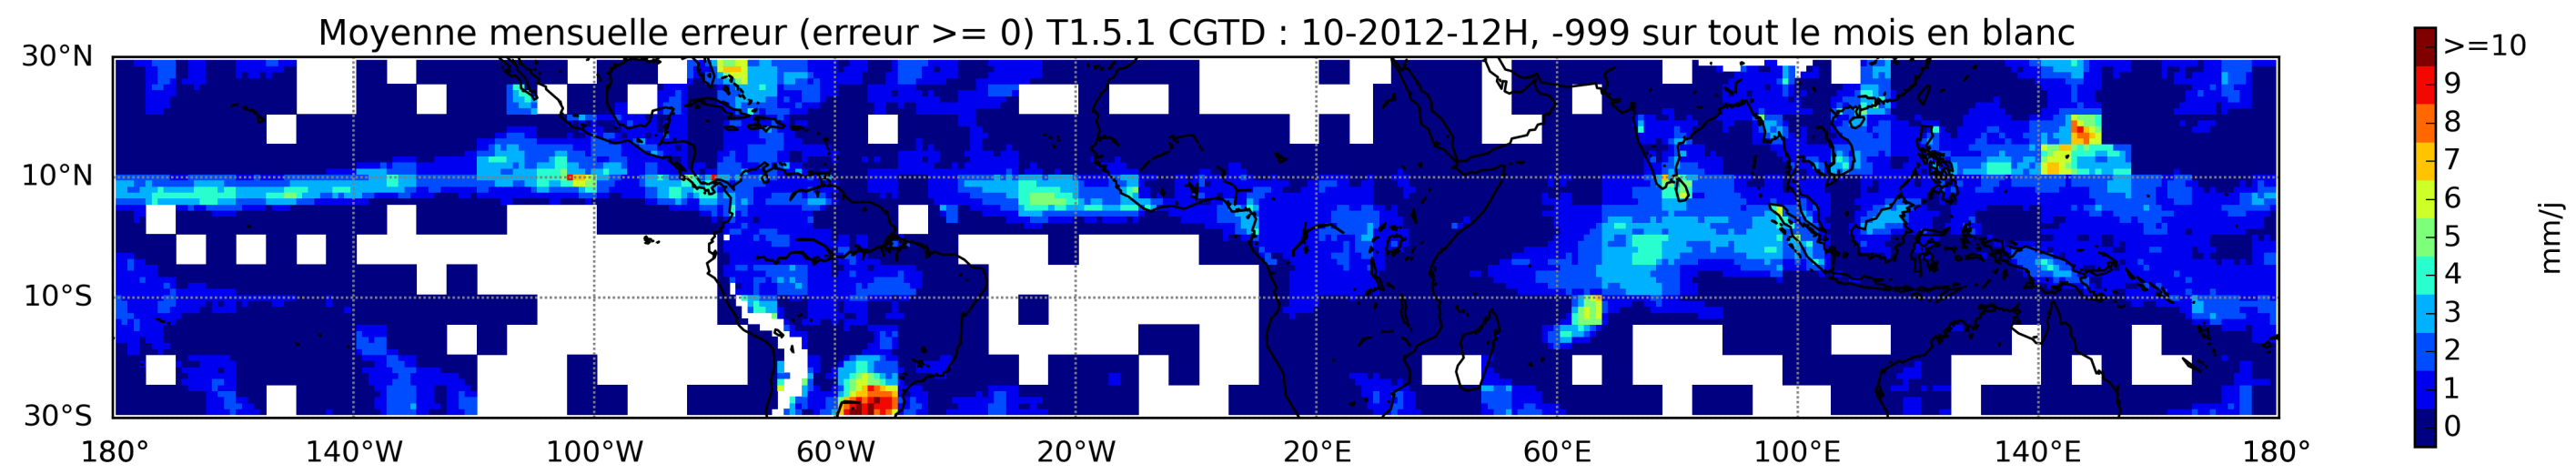 Moyenne mensuelle erreur (erreur >= 0) T1.5.1 CGTD : 10-2012-12H, -999 sur tout le mois en blanc
30°N
10°N
10°S
30°S
180° 140°W 100°W 60°W 20°W 20°E 60°E 100°E 140°E 180°
>=10
9
8
7
6
5
4
3
2
1
0
mm/j